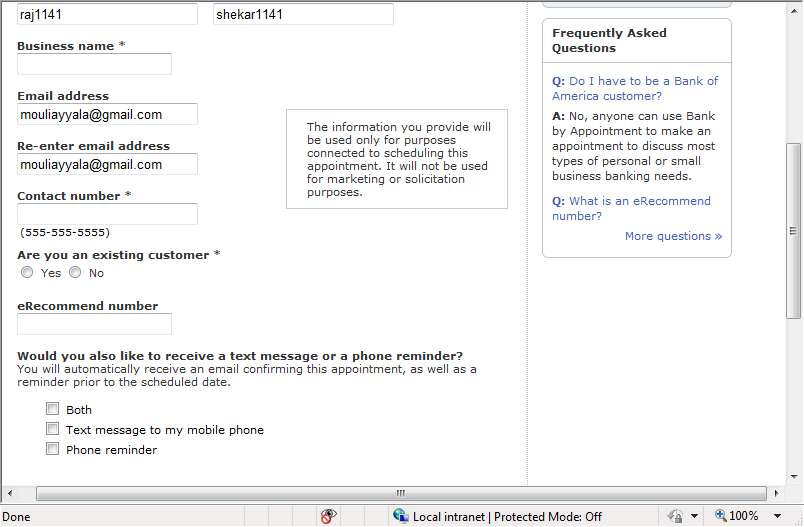 raj1141
shekar1141
Business name *
Email address
mouliayyala@gmail.com
Re-enter email address
mouliayyala@gmail.com
Contact number *
(555-555-5555)
The information you provide will
be used only for purposes
connected to scheduling this
appointment. It will not be used
for marketing or solicitation
purposes.
Are you an existing customer *
Yes No
eRecommend number
Would you also like to receive a text message or a phone reminder?
You will automatically receive an email confirming this appointment, as well as a
reminder prior to the scheduled date.
Both
Text message to my mobile phone
Phone reminder
Frequently Asked
Questions
Q: Do I have to be a Bank of
America customer?
A: No, anyone can use Bank
by Appointment to make an
appointment to discuss most
types of personal or small
business banking needs.
Q: What is an eRecommend
number?
More questions »
Done
Local intranet | Protected Mode: Off
100%